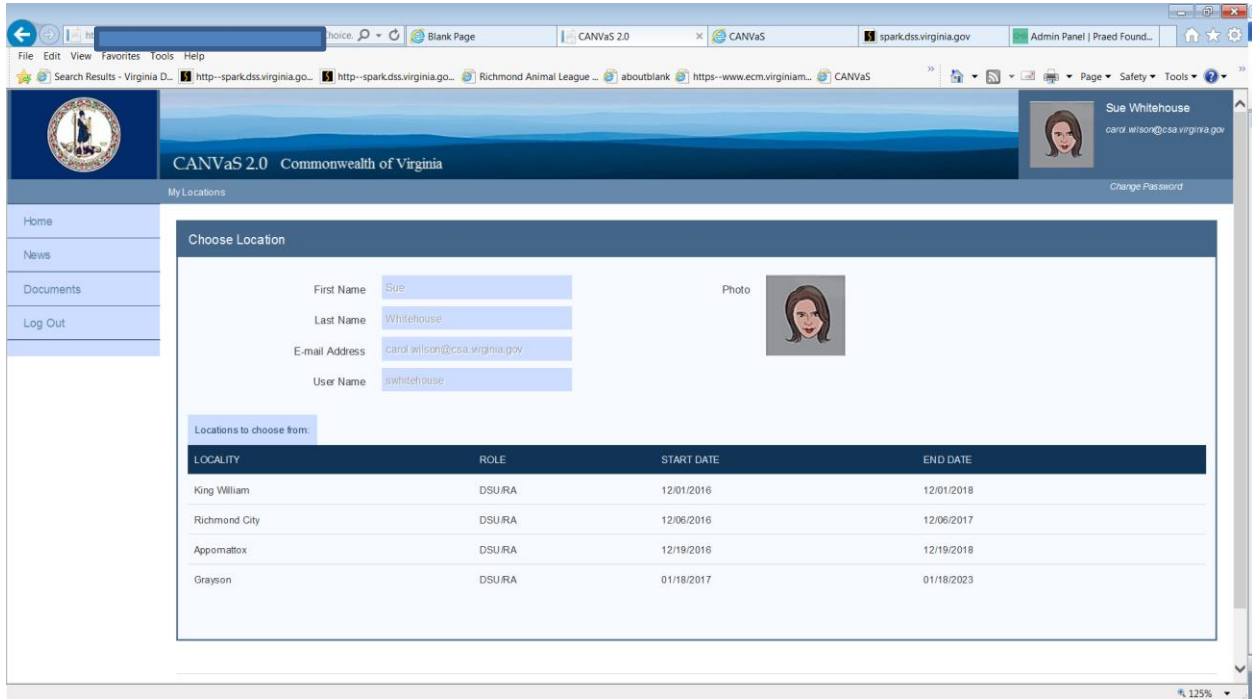 ht
Choice.
Blank Page
CANVaS 2.0
CANVaS
spark.dss.virginia.gov
Admin Panel | Praed Found...
File Edit View Favorites Tools Help
Search Results - Virginia D...
http--spark.dss.virginia.go...
http--spark.dss.virginia.go...
Richmond Animal League ...
aboutblank
https--www.ecm.virginiam...
CANVaS
Page Safety Tools
Sue Whitehouse
carol.wilson@csa.virginia.gov
CANVaS 2.0 Commonwealth of Virginia
My Locations
Change Password
Home
News
Documents
Log Out
Choose Location
First Name Sue
Photo
Last Name Whitehouse
E-mail Address carol.wilson@csa.virginia.gov
User Name swhitehouse
Locations to choose from:
LOCALITY ROLE START DATE END DATE
King William DSU/RA 12/01/2016 12/01/2018
Richmond City DSU/RA 12/06/2016 12/06/2017
Appomattox DSU/RA 12/19/2016 12/19/2018
Grayson DSU/RA 01/18/2017 01/18/2023
125%